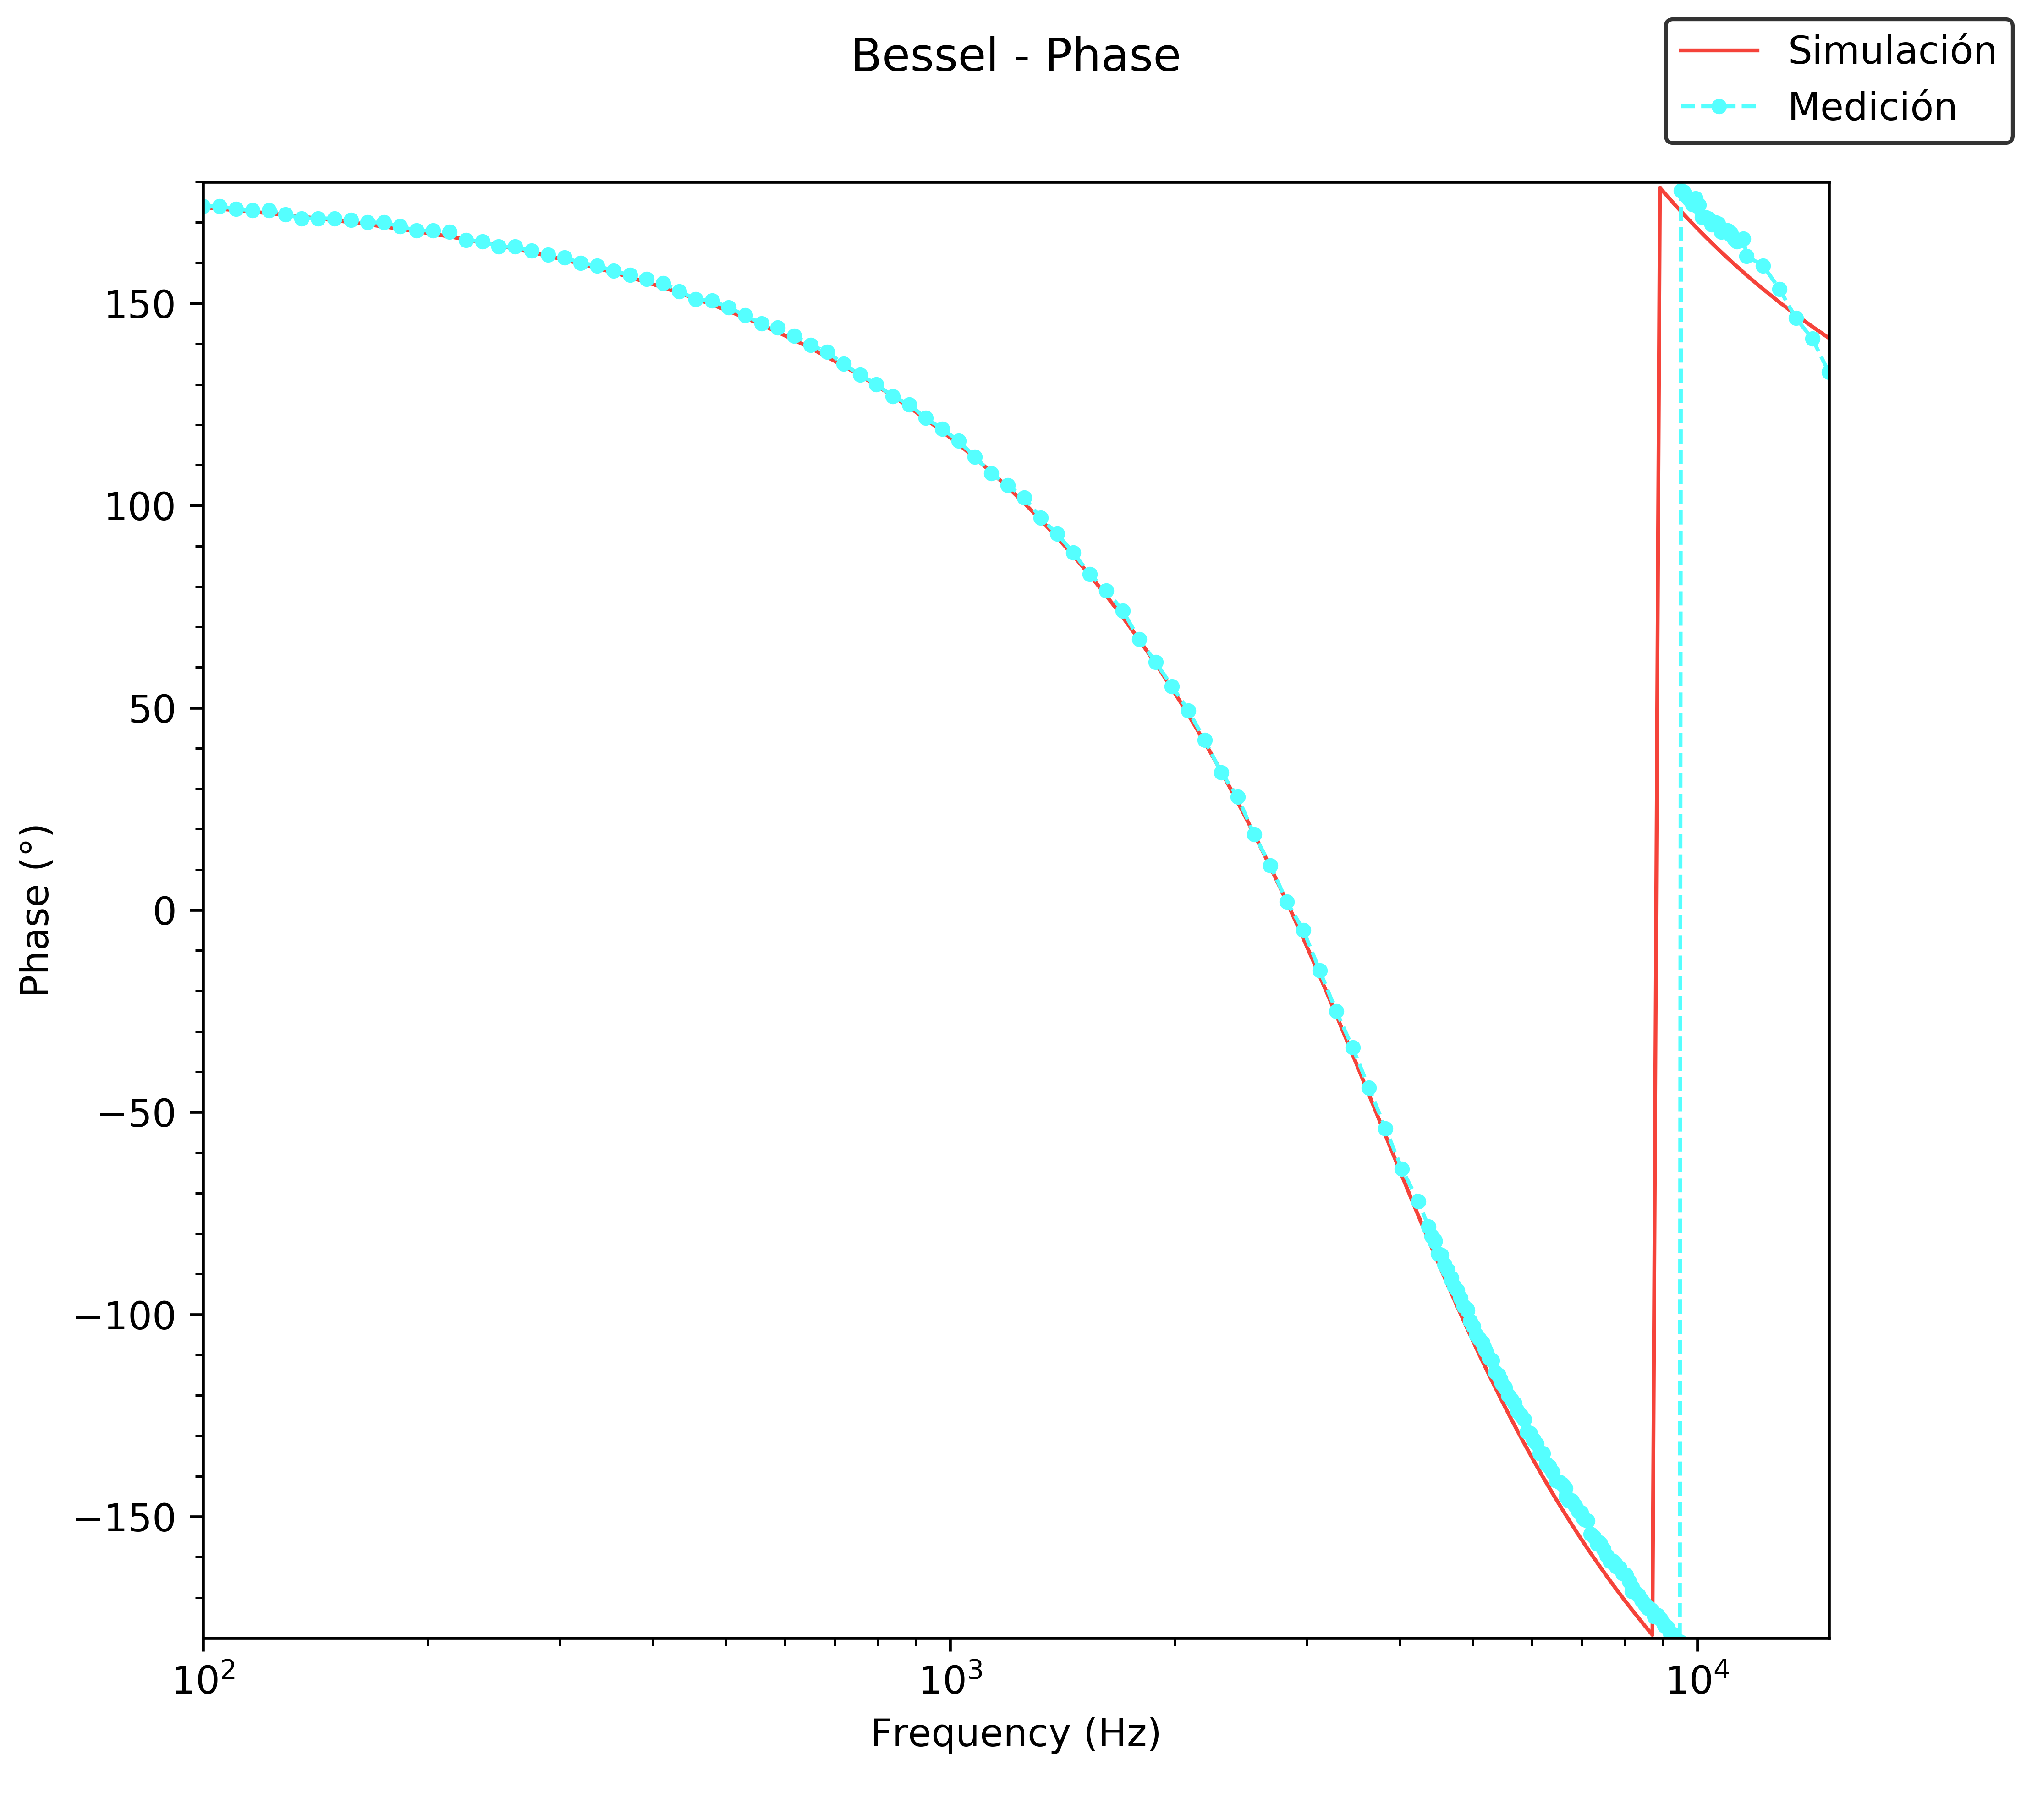 Bessel - Phase
Simulación
Medición
150
100
50
0
−50
−100
−150
Phase (°)
10²
10³
10⁴
Frequency (Hz)